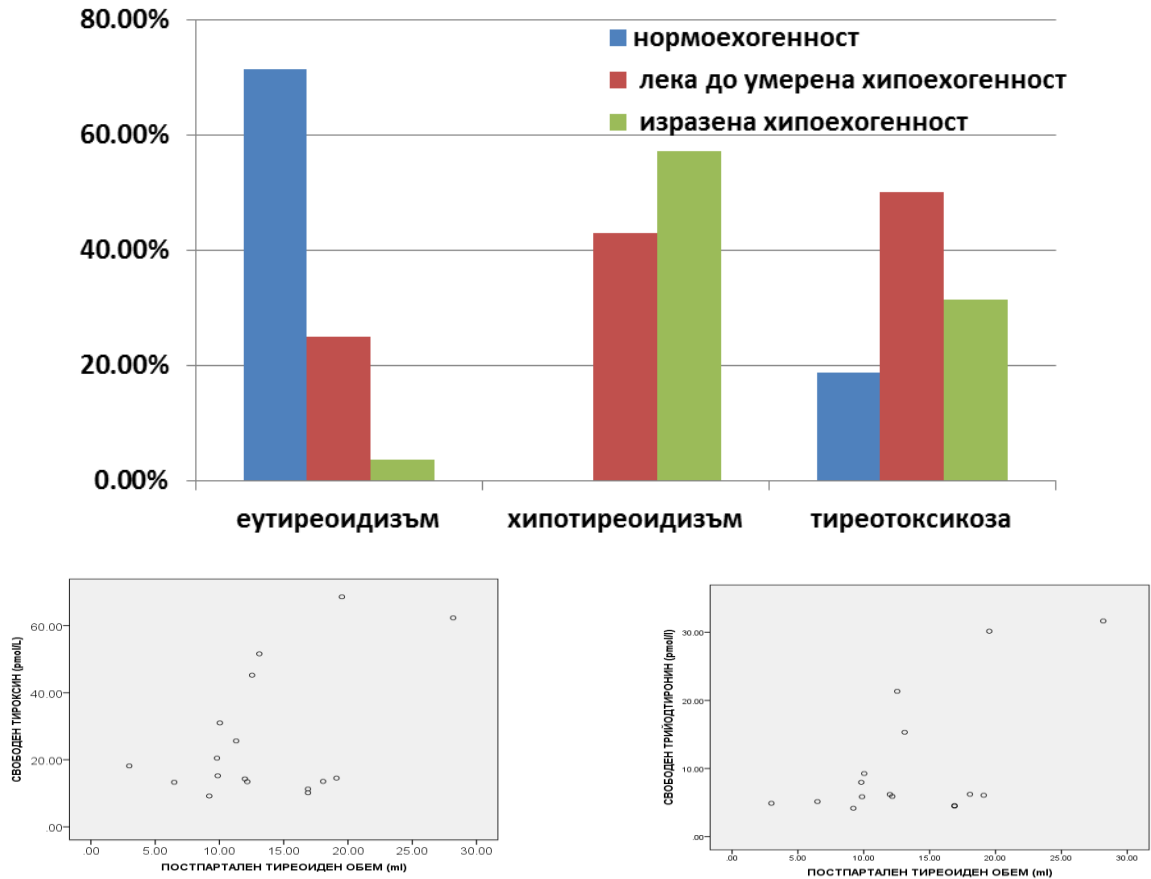 80.00%
60.00%
40.00%
20.00%
0.00%
нормоехогенност
лека до умерена хипоехогенност
изразена хипоехогенност
еутиреоидизъм
хипотиреоидизъм
тиреотоксикоза
СВОБОДЕН ТИРОКСИН (pmol/L)
60.00
40.00
20.00
.00
.00 5.00 10.00 15.00 20.00 25.00 30.00
ПОСТПАРТАЛЕН ТИРЕОИДЕН ОБЕМ (ml)
СВОБОДЕН ТРИЙОДТИРОНИН (pmol/l)
30.00
20.00
10.00
.00
.00 5.00 10.00 15.00 20.00 25.00 30.00
ПОСТПАРТАЛЕН ТИРЕОИДЕН ОБЕМ (ml)